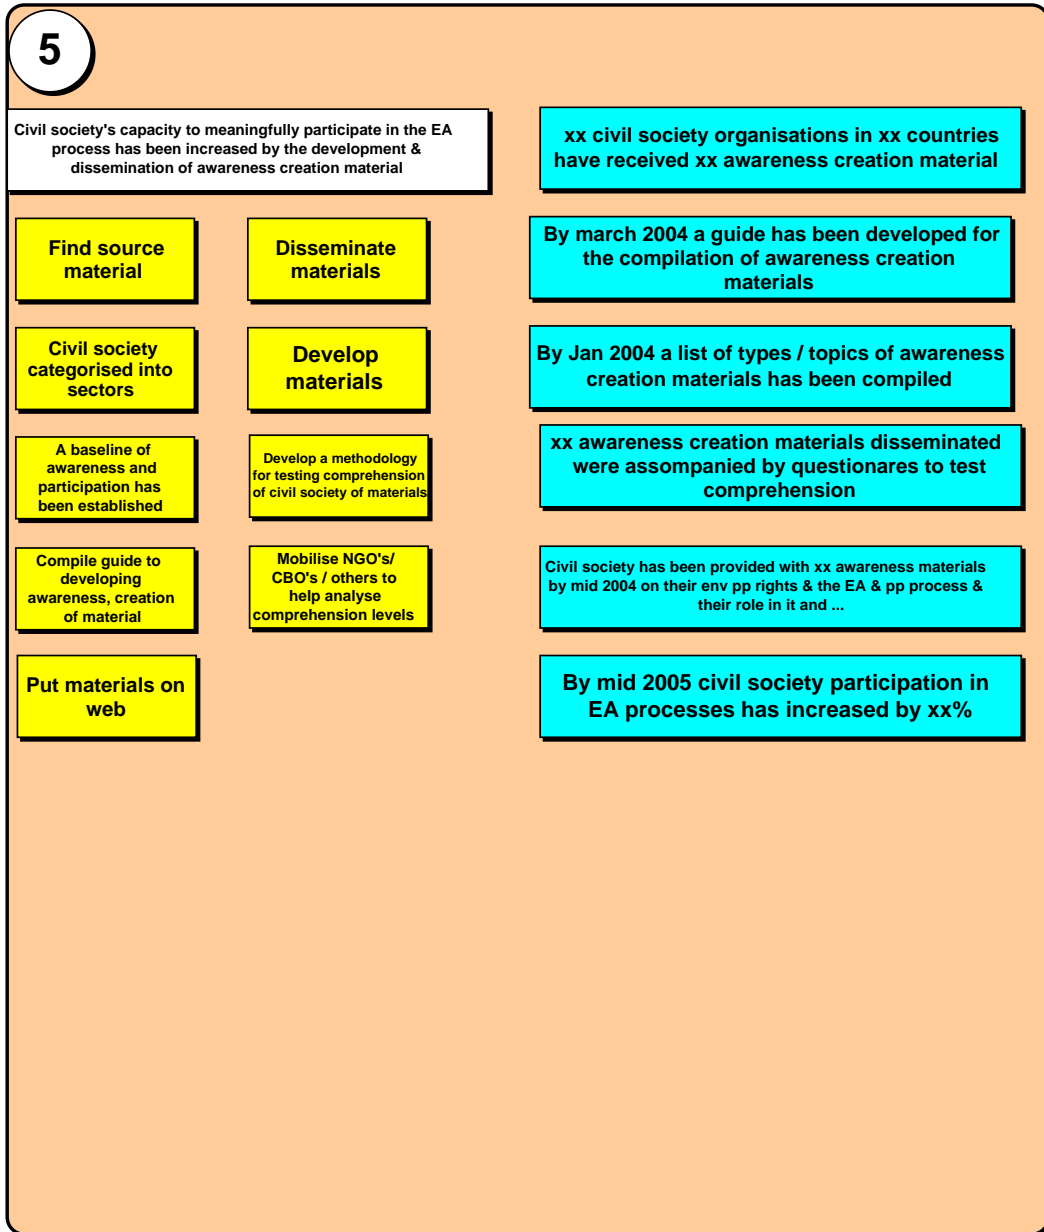 5
Civil society's capacity to meaningfully participate in the EA
process has been increased by the development &
dissemination of awareness creation material
xx civil society organisations in xx countries
have received xx awareness creation material
Find source
material
Disseminate
materials
By march 2004 a guide has been developed for
the compilation of awareness creation
materials
Civil society
categorised into
sectors
Develop
materials
By Jan 2004 a list of types / topics of awareness
creation materials has been compiled
A baseline of
awareness and
participation has
been established
Develop a methodology
for testing comprehension
of civil society of materials
xx awareness creation materials disseminated
were assompanied by questionares to test
comprehension
Compile guide to
developing
awareness, creation
of material
Mobilise NGO's/
CBO's / others to
help analyse
comprehension levels
Civil society has been provided with xx awareness materials
by mid 2004 on their env pp rights & the EA & pp process &
their role in it and ...
Put materials on
web
By mid 2005 civil society participation in
EA processes has increased by xx%